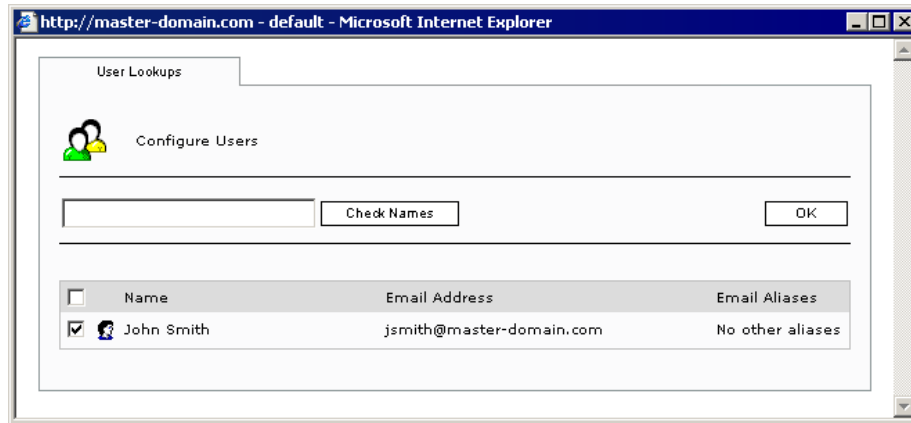 http://master-domain.com - default - Microsoft Internet Explorer
User Lookups
Configure Users
Check Names OK
Name Email Address Email Aliases
John Smith jsmith@master-domain.com No other aliases